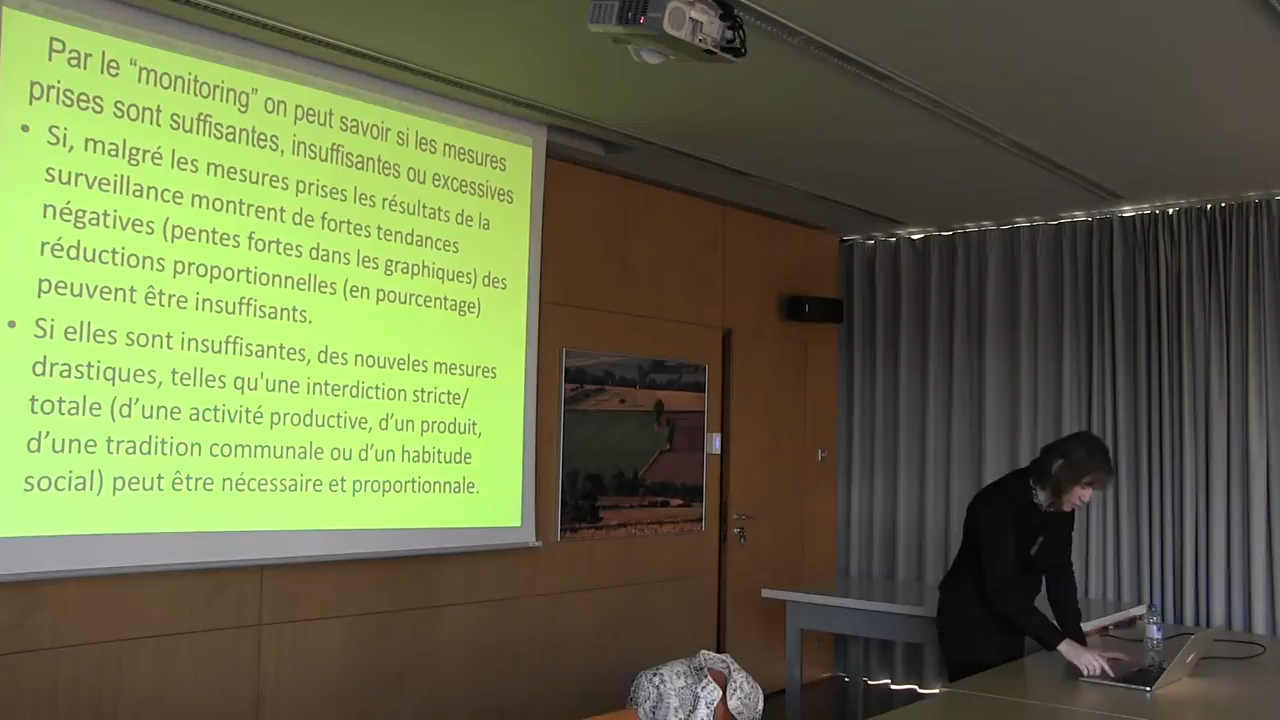 Par le “monitoring” on peut savoir si les mesures
prises sont suffisantes, insuffisantes ou excessives
• Si, malgré les mesures prises les résultats de la
surveillance montrent de fortes tendances
négatives (pentes fortes dans les graphiques) des
réductions proportionnelles (en pourcentage)
peuvent être insuffisants.
• Si elles sont insuffisantes, des nouveles mesures
drastiques, telles qu'une interdiction stricte/
totale (d’une activité productive, d’un produit,
d’une tradition communale ou d’un habitude
social) peut être nécessaire et proportionnale.